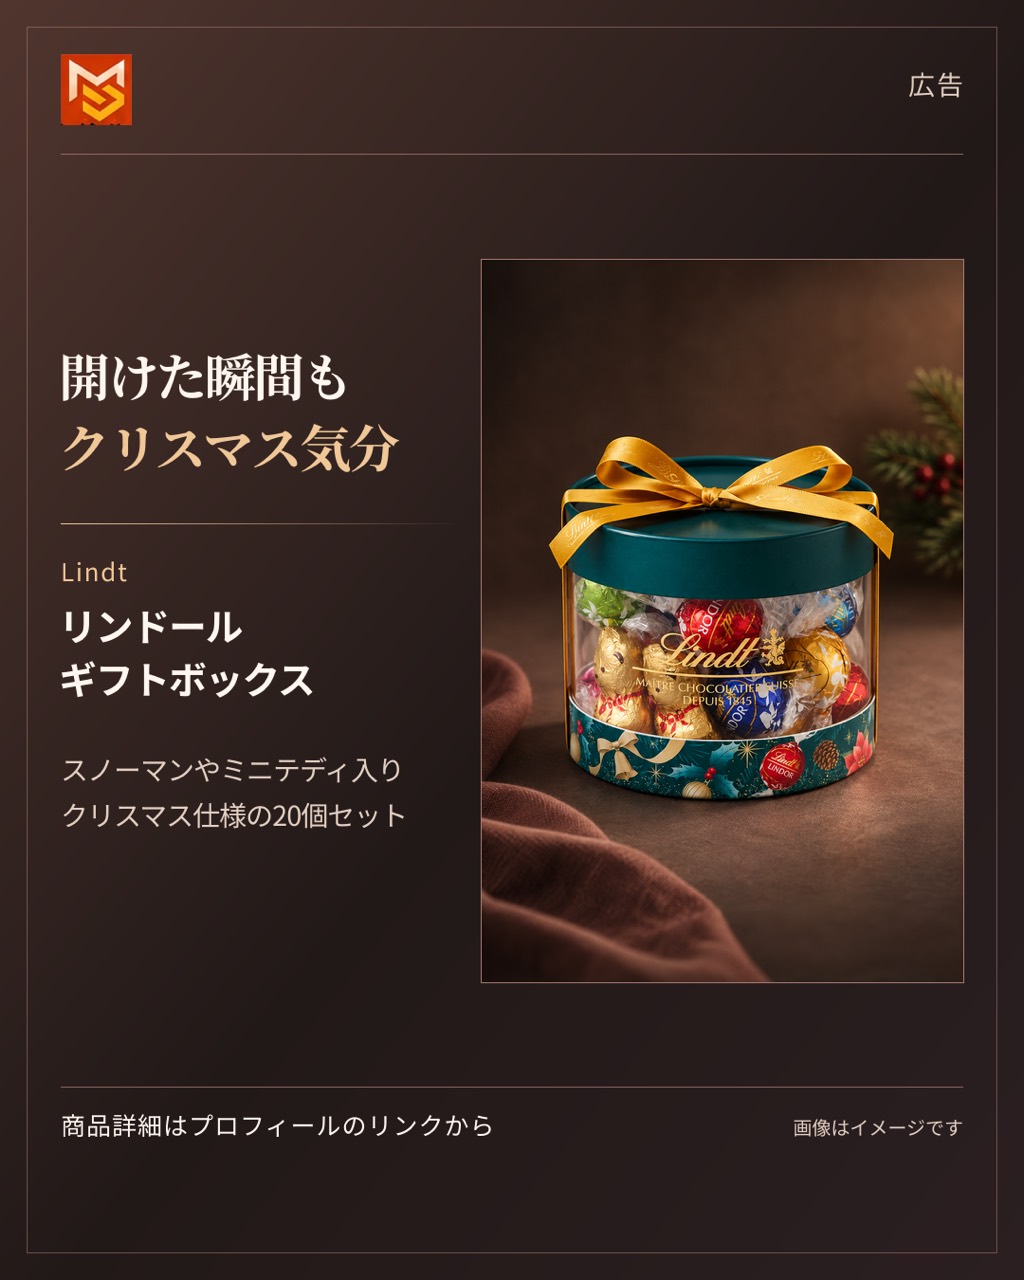 広告
開けた瞬間も
クリスマス気分
Lindt
リンドール
ギフトボックス
スノーマンやミニテディ入り
クリスマス仕様の20個セット
Lindt
MAÎTRE CHOCOLATIER SUISSE
DEPUIS 1845
Lindt
LINDOR
商品詳細はプロフィールのリンクから
画像はイメージです